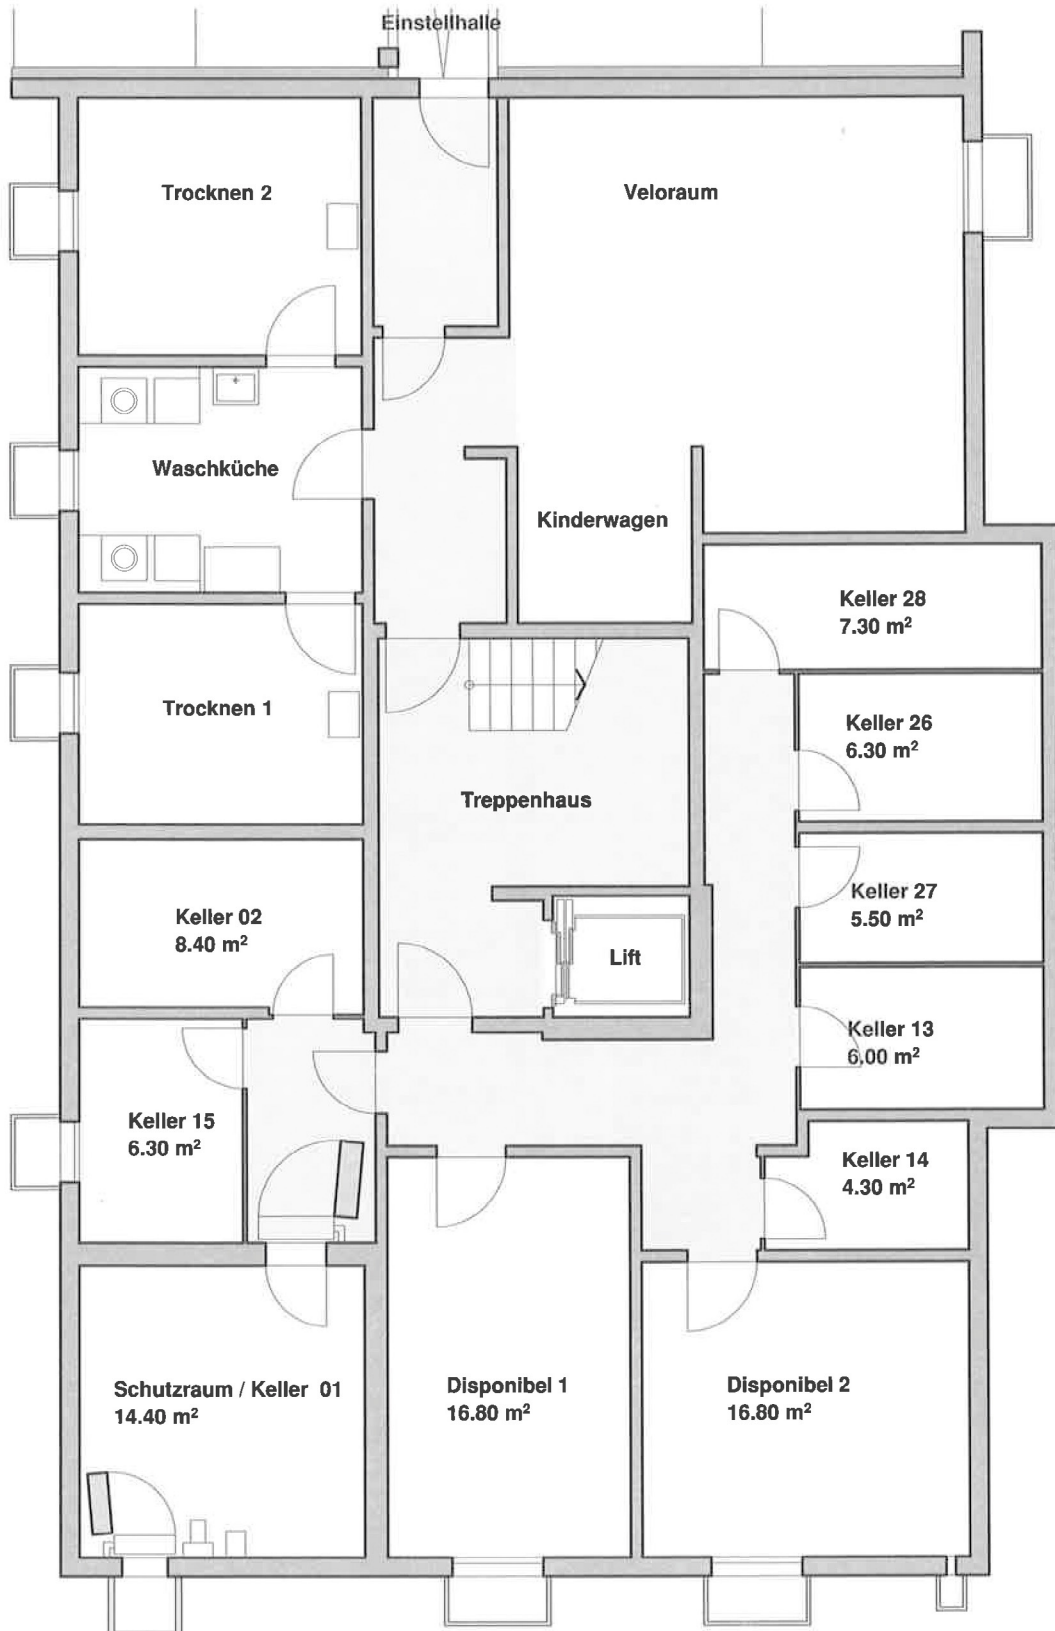 Einstellhalle
Trocknen 2
Veloraum
Waschküche
Kinderwagen
Keller 28
7.30 m²
Trocknen 1
Keller 26
6.30 m²
Treppenhaus
Keller 27
5.50 m²
Keller 02
8.40 m²
Lift
Keller 13
6.00 m²
Keller 15
6.30 m²
Keller 14
4.30 m²
Schutzraum / Keller 01
14.40 m²
Disponibel 1
16.80 m²
Disponibel 2
16.80 m²